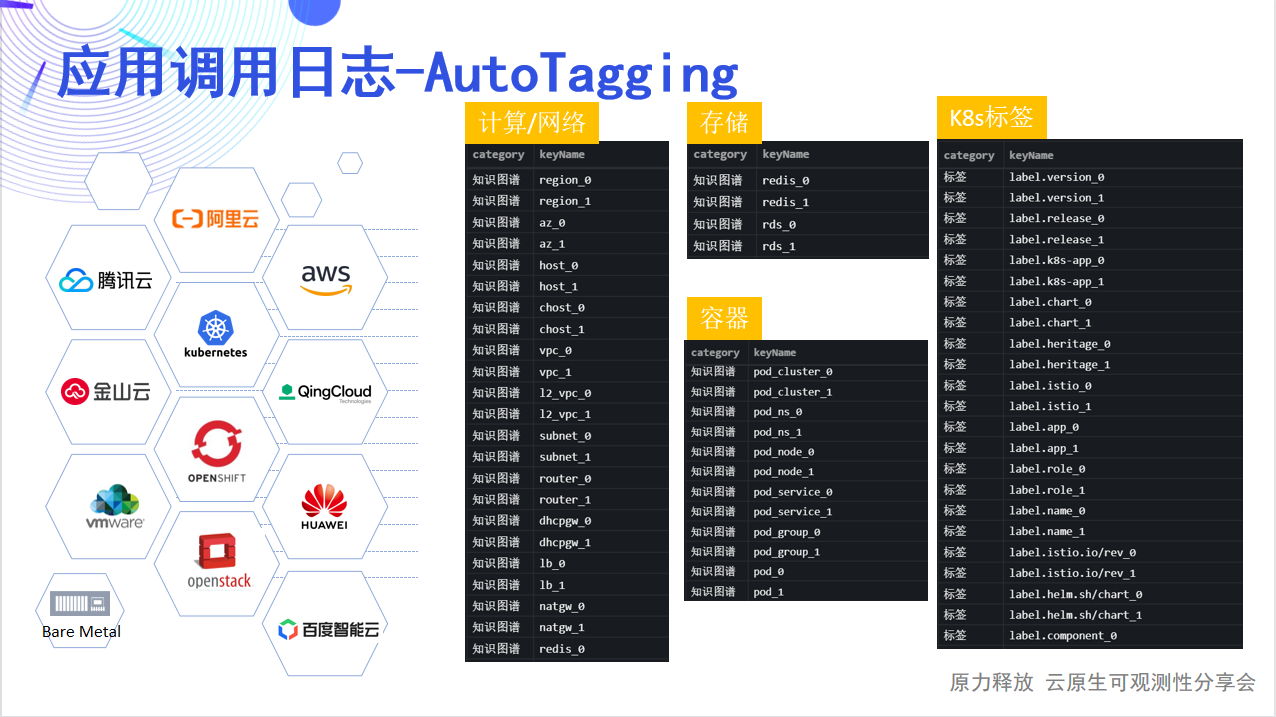 应用调用日志-AutoTagging
阿里云
腾讯云
aws
kubernetes
金山云
QingCloud
Technologies
OPENSHIFT
vmware
HUAWEI
openstack
Bare Metal
百度智能云
计算/网络
category keyName
知识图谱 region_0
知识图谱 region_1
知识图谱 az_0
知识图谱 az_1
知识图谱 host_0
知识图谱 host_1
知识图谱 chost_0
知识图谱 chost_1
知识图谱 vpc_0
知识图谱 vpc_1
知识图谱 l2_vpc_0
知识图谱 l2_vpc_1
知识图谱 subnet_0
知识图谱 subnet_1
知识图谱 router_0
知识图谱 router_1
知识图谱 dhcpgw_0
知识图谱 dhcpgw_1
知识图谱 lb_0
知识图谱 lb_1
知识图谱 natgw_0
知识图谱 natgw_1
知识图谱 redis_0
存储
category keyName
知识图谱 redis_0
知识图谱 redis_1
知识图谱 rds_0
知识图谱 rds_1
容器
category keyName
知识图谱 pod_cluster_0
知识图谱 pod_cluster_1
知识图谱 pod_ns_0
知识图谱 pod_ns_1
知识图谱 pod_node_0
知识图谱 pod_node_1
知识图谱 pod_service_0
知识图谱 pod_service_1
知识图谱 pod_group_0
知识图谱 pod_group_1
知识图谱 pod_0
知识图谱 pod_1
K8s标签
category keyName
标签 label.version_0
标签 label.version_1
标签 label.release_0
标签 label.release_1
标签 label.k8s-app_0
标签 label.k8s-app_1
标签 label.chart_0
标签 label.chart_1
标签 label.heritage_0
标签 label.heritage_1
标签 label.istio_0
标签 label.istio_1
标签 label.app_0
标签 label.app_1
标签 label.role_0
标签 label.role_1
标签 label.name_0
标签 label.name_1
标签 label.istio.io/rev_0
标签 label.istio.io/rev_1
标签 label.helm.sh/chart_0
标签 label.helm.sh/chart_1
标签 label.component_0
原力释放 云原生可观测性分享会